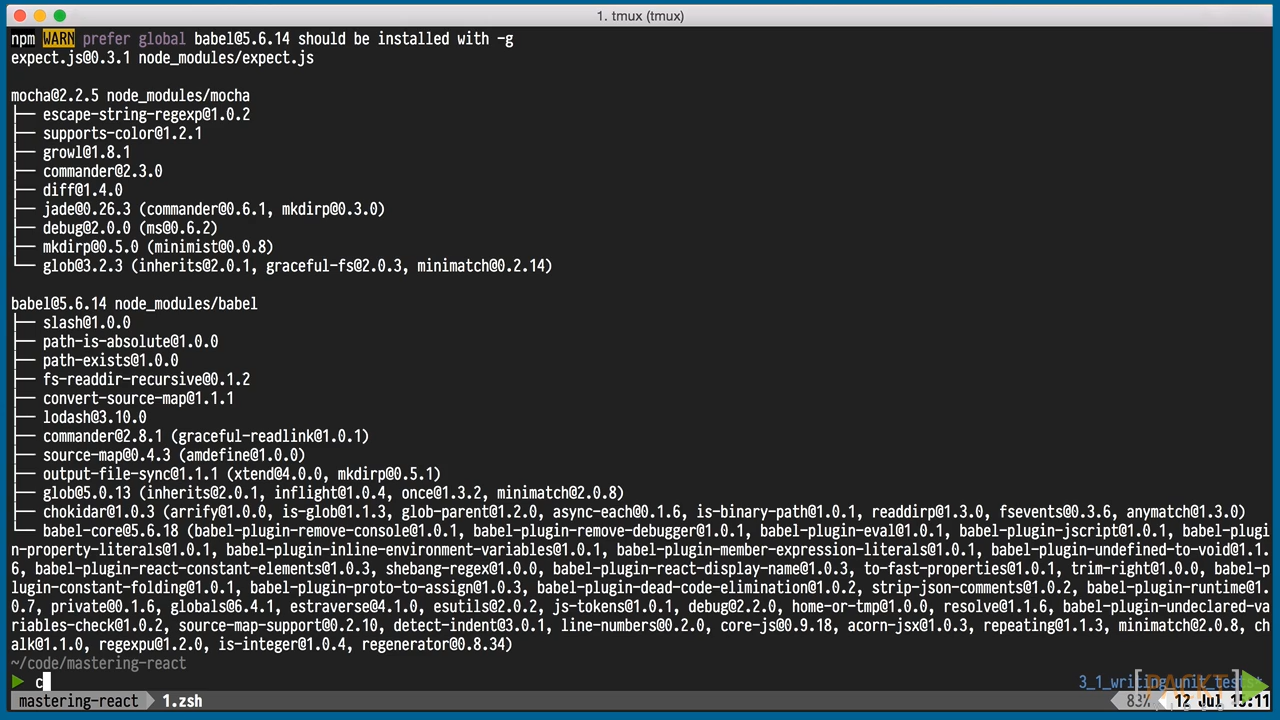 1. tmux (tmux)
npm WARN prefer global babel@5.6.14 should be installed with -g
expect.js@0.3.1 node_modules/expect.js
mocha@2.2.5 node_modules/mocha
├── escape-string-regexp@1.0.2
├── supports-color@1.2.1
├── growl@1.8.1
├── commander@2.3.0
├── diff@1.4.0
├── jade@0.26.3 (commander@0.6.1, mkdirp@0.3.0)
├── debug@2.0.0 (ms@0.6.2)
├── mkdirp@0.5.0 (minimist@0.0.8)
└── glob@3.2.3 (inherits@2.0.1, graceful-fs@2.0.3, minimatch@0.2.14)
babel@5.6.14 node_modules/babel
├── slash@1.0.0
├── path-is-absolute@1.0.0
├── path-exists@1.0.0
├── fs-readdir-recursive@0.1.2
├── convert-source-map@1.1.1
├── lodash@3.10.0
├── commander@2.8.1 (graceful-readlink@1.0.1)
├── source-map@0.4.3 (amdefine@1.0.0)
├── output-file-sync@1.1.1 (xtend@4.0.0, mkdirp@0.5.1)
├── glob@5.0.13 (inherits@2.0.1, inflight@1.0.4, once@1.3.2, minimatch@2.0.8)
├── chokidar@1.0.3 (arrify@1.0.0, is-glob@1.1.3, glob-parent@1.2.0, async-each@0.1.6, is-binary-path@1.0.1, readdirp@1.3.0, fsevents@0.3.6, anymatch@1.3.0)
└── babel-core@5.6.18 (babel-plugin-remove-console@1.0.1, babel-plugin-remove-debugger@1.0.1, babel-plugin-eval@1.0.1, babel-plugin-jscript@1.0.1, babel-plugi
n-property-literals@1.0.1, babel-plugin-inline-environment-variables@1.0.1, babel-plugin-member-expression-literals@1.0.1, babel-plugin-undefined-to-void@1.1.
6, babel-plugin-react-constant-elements@1.0.3, shebang-regex@1.0.0, babel-plugin-react-display-name@1.0.3, to-fast-properties@1.0.1, trim-right@1.0.0, babel-p
lugin-constant-folding@1.0.1, babel-plugin-proto-to-assign@1.0.3, babel-plugin-dead-code-elimination@1.0.2, strip-json-comments@1.0.2, babel-plugin-runtime@1.
0.7, private@0.1.6, globals@6.4.1, estraverse@4.1.0, esutils@2.0.2, js-tokens@1.0.1, debug@2.2.0, home-or-tmp@1.0.0, resolve@1.1.6, babel-plugin-undeclared-va
riables-check@1.0.2, source-map-support@0.2.10, detect-indent@3.0.1, line-numbers@0.2.0, core-js@0.9.18, acorn-jsx@1.0.3, repeating@1.1.3, minimatch@2.0.8, ch
alk@1.1.0, regexpu@1.2.0, is-integer@1.0.4, regenerator@0.8.34)
~/code/mastering-react
c 3_1_writing_unit_tests*
mastering-react 1.zsh 83% 12 Jul 15:11